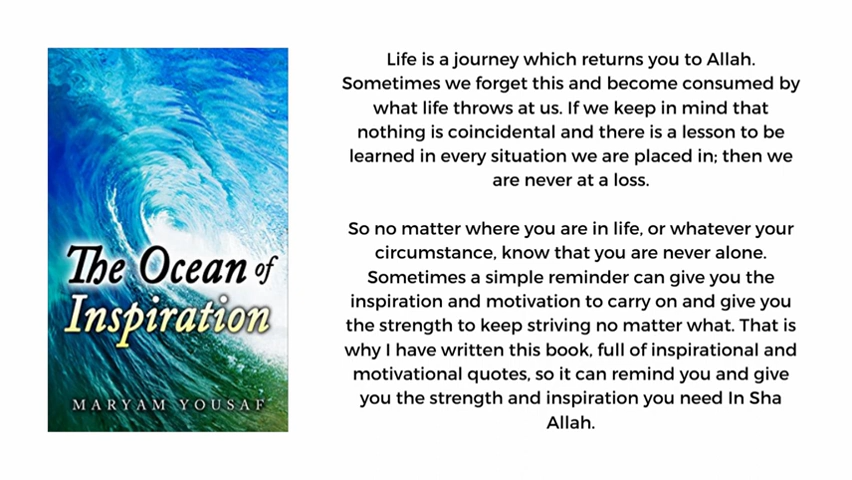 The Ocean of
Inspiration
MARYAM YOUSAF
Life is a journey which returns you to Allah.
Sometimes we forget this and become consumed by
what life throws at us. If we keep in mind that
nothing is coincidental and there is a lesson to be
learned in every situation we are placed in; then we
are never at a loss.
So no matter where you are in life, or whatever your
circumstance, know that you are never alone.
Sometimes a simple reminder can give you the
inspiration and motivation to carry on and give you
the strength to keep striving no matter what. That is
why I have written this book, full of inspirational and
motivational quotes, so it can remind you and give
you the strength and inspiration you need In Sha
Allah.